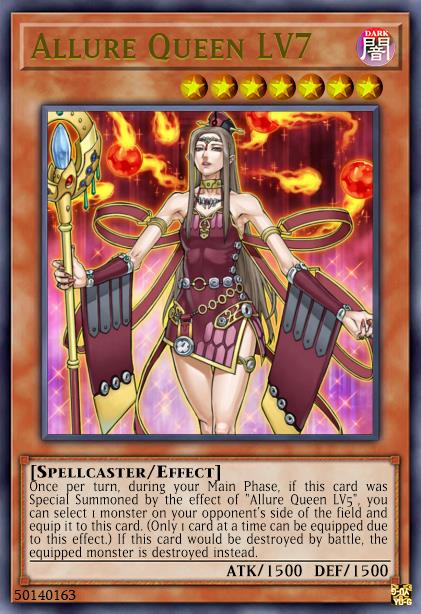 Allure Queen LV7
DARK
闇
[Spellcaster/Effect]
Once per turn, during your Main Phase, if this card was
Special Summoned by the effect of "Allure Queen LV5", you
can select 1 monster on your opponent's side of the field and
equip it to this card. (Only 1 card at a time can be equipped due
to this effect.) If this card would be destroyed by battle, the
equipped monster is destroyed instead.
ATK/1500 DEF/1500
50140163